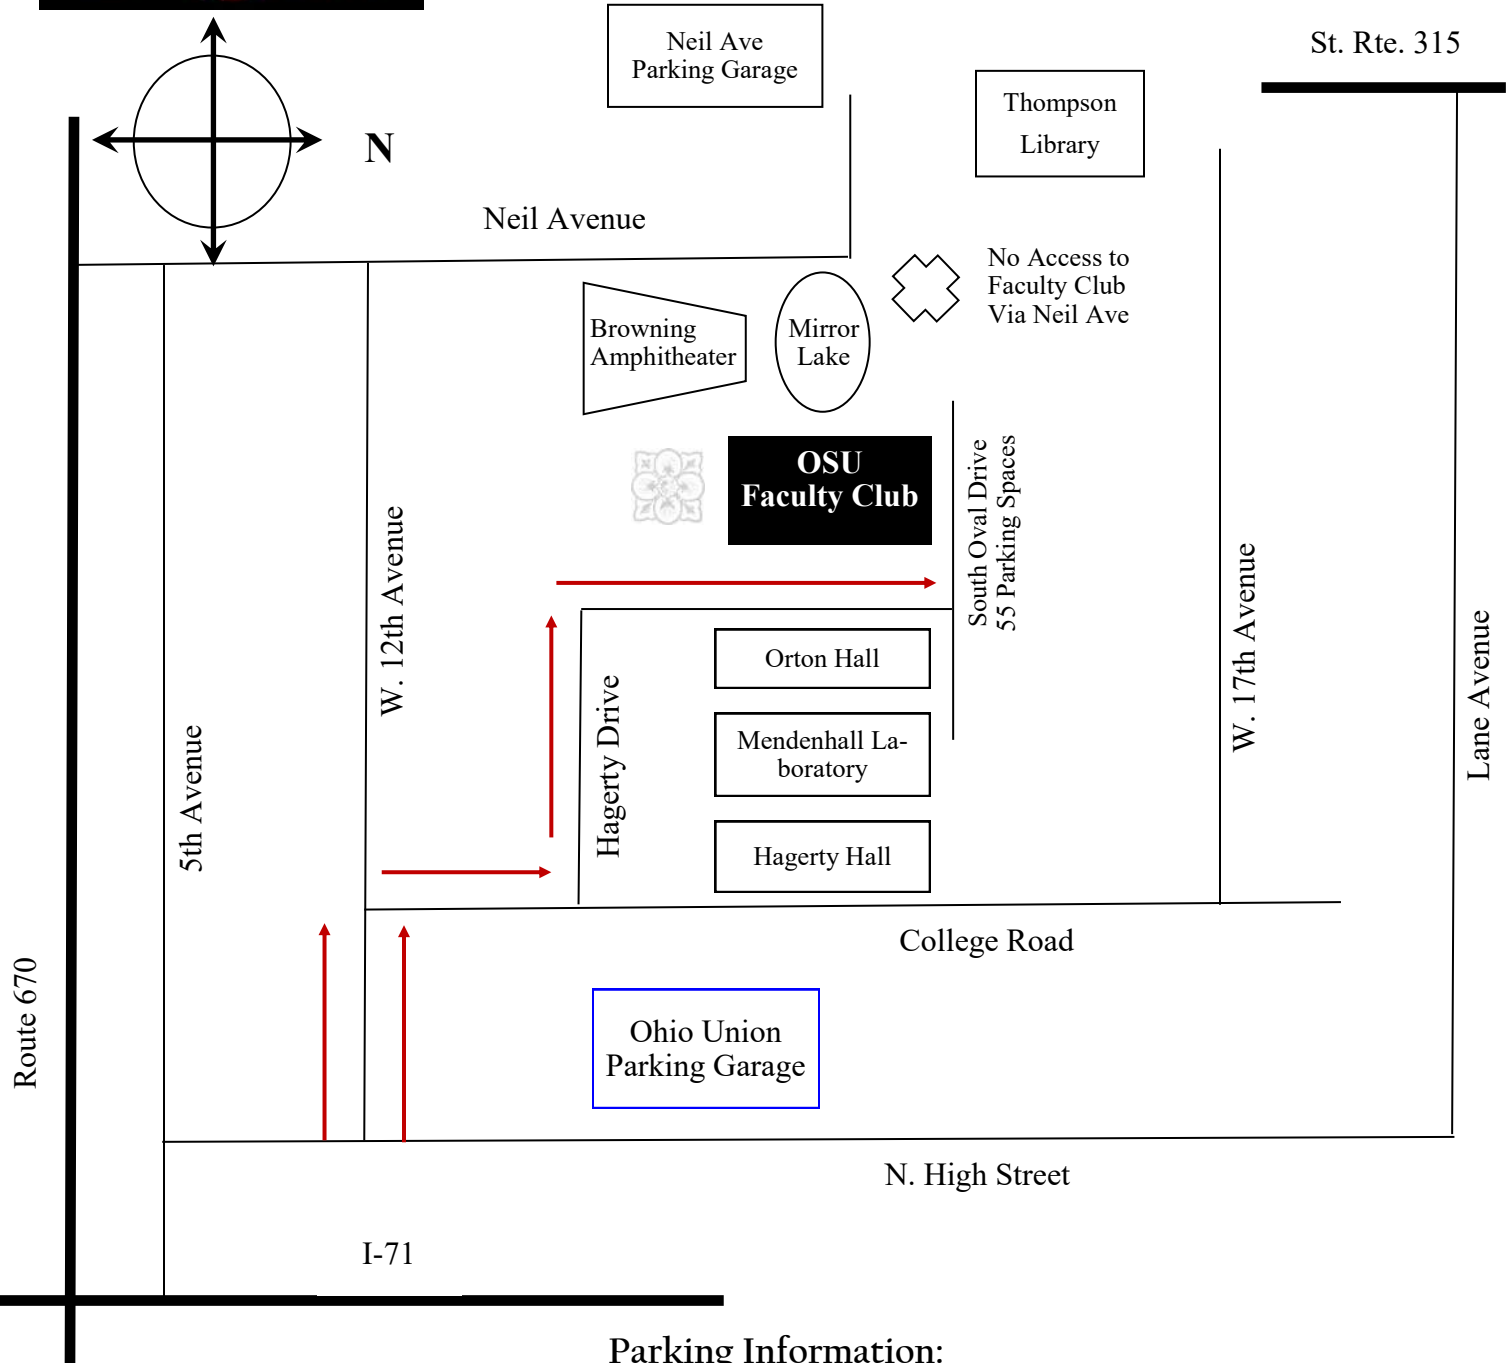 St. Rte. 315
Neil Ave
Parking Garage
Thompson
Library
N
Neil Avenue
No Access to
Faculty Club
Via Neil Ave
Browning
Amphitheater
Mirror
Lake
OSU
Faculty Club
South Oval Drive
55 Parking Spaces
W. 12th Avenue
W. 17th Avenue
Lane Avenue
Orton Hall
Hagerty Drive
Mendenhall La-
boratory
5th Avenue
Hagerty Hall
College Road
Route 670
Ohio Union
Parking Garage
N. High Street
I-71
Parking Information: